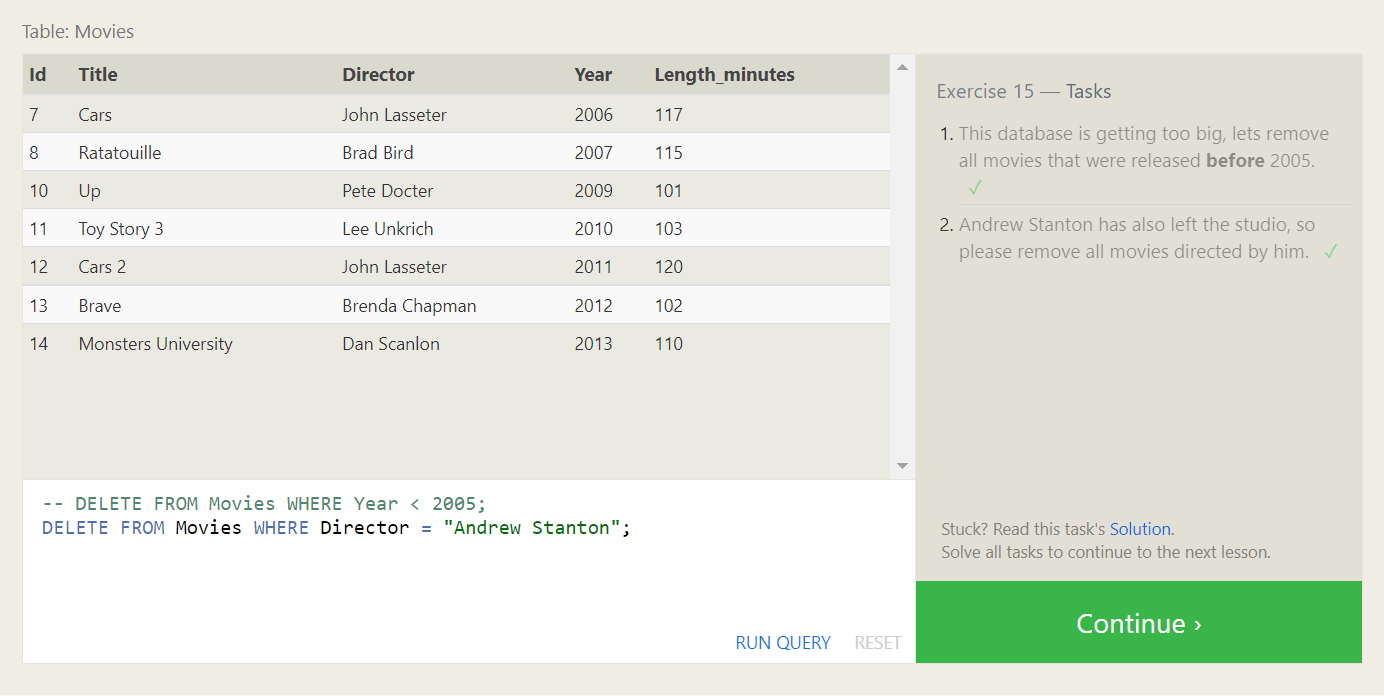 Table: Movies
Id Title Director Year Length_minutes
7 Cars John Lasseter 2006 117
8 Ratatouille Brad Bird 2007 115
10 Up Pete Docter 2009 101
11 Toy Story 3 Lee Unkrich 2010 103
12 Cars 2 John Lasseter 2011 120
13 Brave Brenda Chapman 2012 102
14 Monsters University Dan Scanlon 2013 110
-- DELETE FROM Movies WHERE Year < 2005;
DELETE FROM Movies WHERE Director = "Andrew Stanton";
RUN QUERY RESET
Exercise 15 — Tasks
1. This database is getting too big, lets remove
all movies that were released before 2005.
✓
2. Andrew Stanton has also left the studio, so
please remove all movies directed by him. ✓
Stuck? Read this task's Solution.
Solve all tasks to continue to the next lesson.
Continue ›